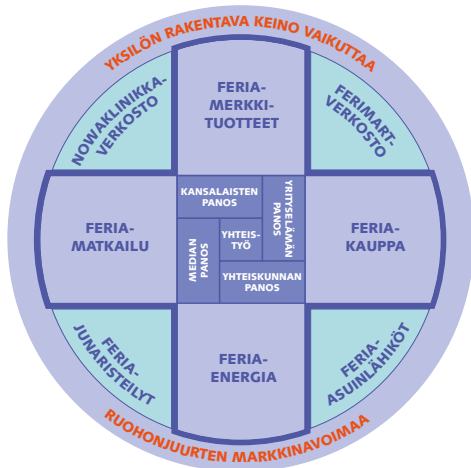 YKSILÖN RAKENTAVA KEINO VAIKUTTAA
NOWAKLINIKKA-
VERKOSTO
FERIA-
MERKKI-
TUOTTEET
FERIMART-
VERKOSTO
FERIA-
MATKAILU
KANSALAISTEN
PANOS
YRITYSELÄMÄN
PANOS
MEDIAN
PANOS
YHTEIS-
TYÖ
YHTEISKUNNAN
PANOS
FERIA-
KAUPPA
FERIA-
JUNARISTEILYT
FERIA-
ENERGIA
FERIA-
ASUINLÄHIKÖT
RUOHONJUURTEN MARKKINAVOIMAA